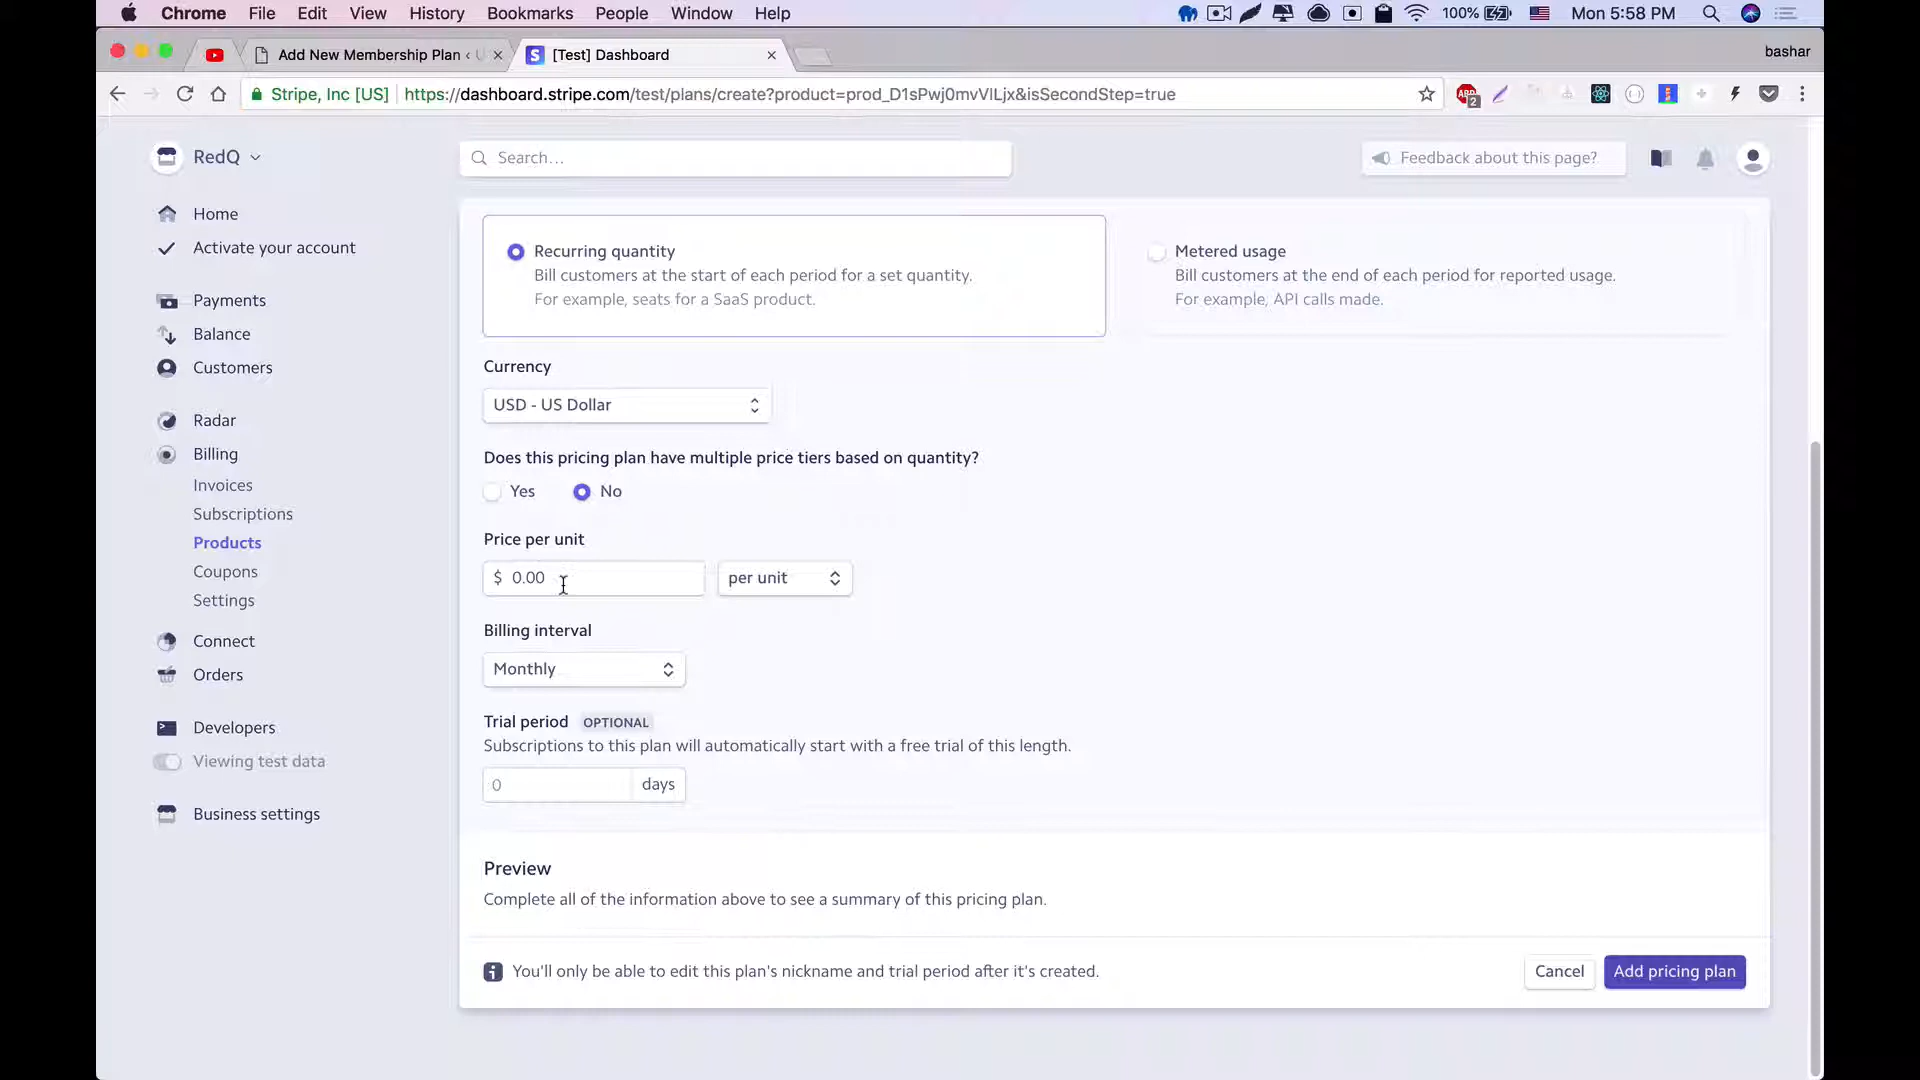 Chrome File Edit View History Bookmarks People Window Help 100% Mon 5:58 PM
Add New Membership Plan ‹ [Test] Dashboard bashar
Stripe, Inc [US] https://dashboard.stripe.com/test/plans/create?product=prod_D1sPwj0mvVlLjx&isSecondStep=true
ABP 2
RedQ
Search...
Feedback about this page?
Home
Activate your account
Payments
Balance
Customers
Radar
Billing
Invoices
Subscriptions
Products
Coupons
Settings
Connect
Orders
Developers
Viewing test data
Business settings
Recurring quantity
Bill customers at the start of each period for a set quantity.
For example, seats for a SaaS product.
Metered usage
Bill customers at the end of each period for reported usage.
For example, API calls made.
Currency
USD - US Dollar
Does this pricing plan have multiple price tiers based on quantity?
Yes No
Price per unit
$ 0.00 per unit
Billing interval
Monthly
Trial period OPTIONAL
Subscriptions to this plan will automatically start with a free trial of this length.
0 days
Preview
Complete all of the information above to see a summary of this pricing plan.
You'll only be able to edit this plan's nickname and trial period after it's created.
Cancel Add pricing plan